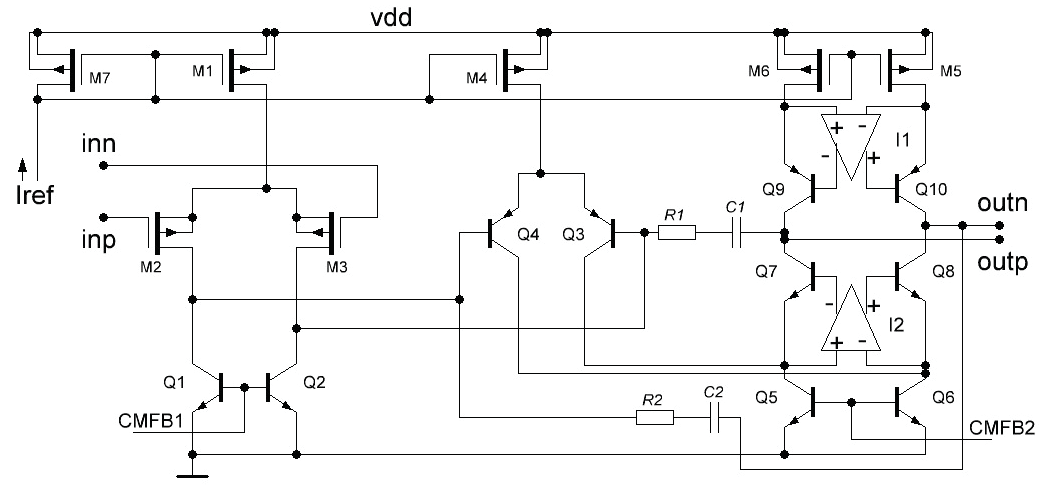 vdd
M7
M1
M4
M6
M5
+
-
I1
-
+
inn
Iref
Q9
Q10
inp
M2
M3
Q4
Q3
R1
C1
outn
outp
Q7
Q8
-
+
I2
+
-
Q1
Q2
Q5
Q6
R2
C2
CMFB1
CMFB2